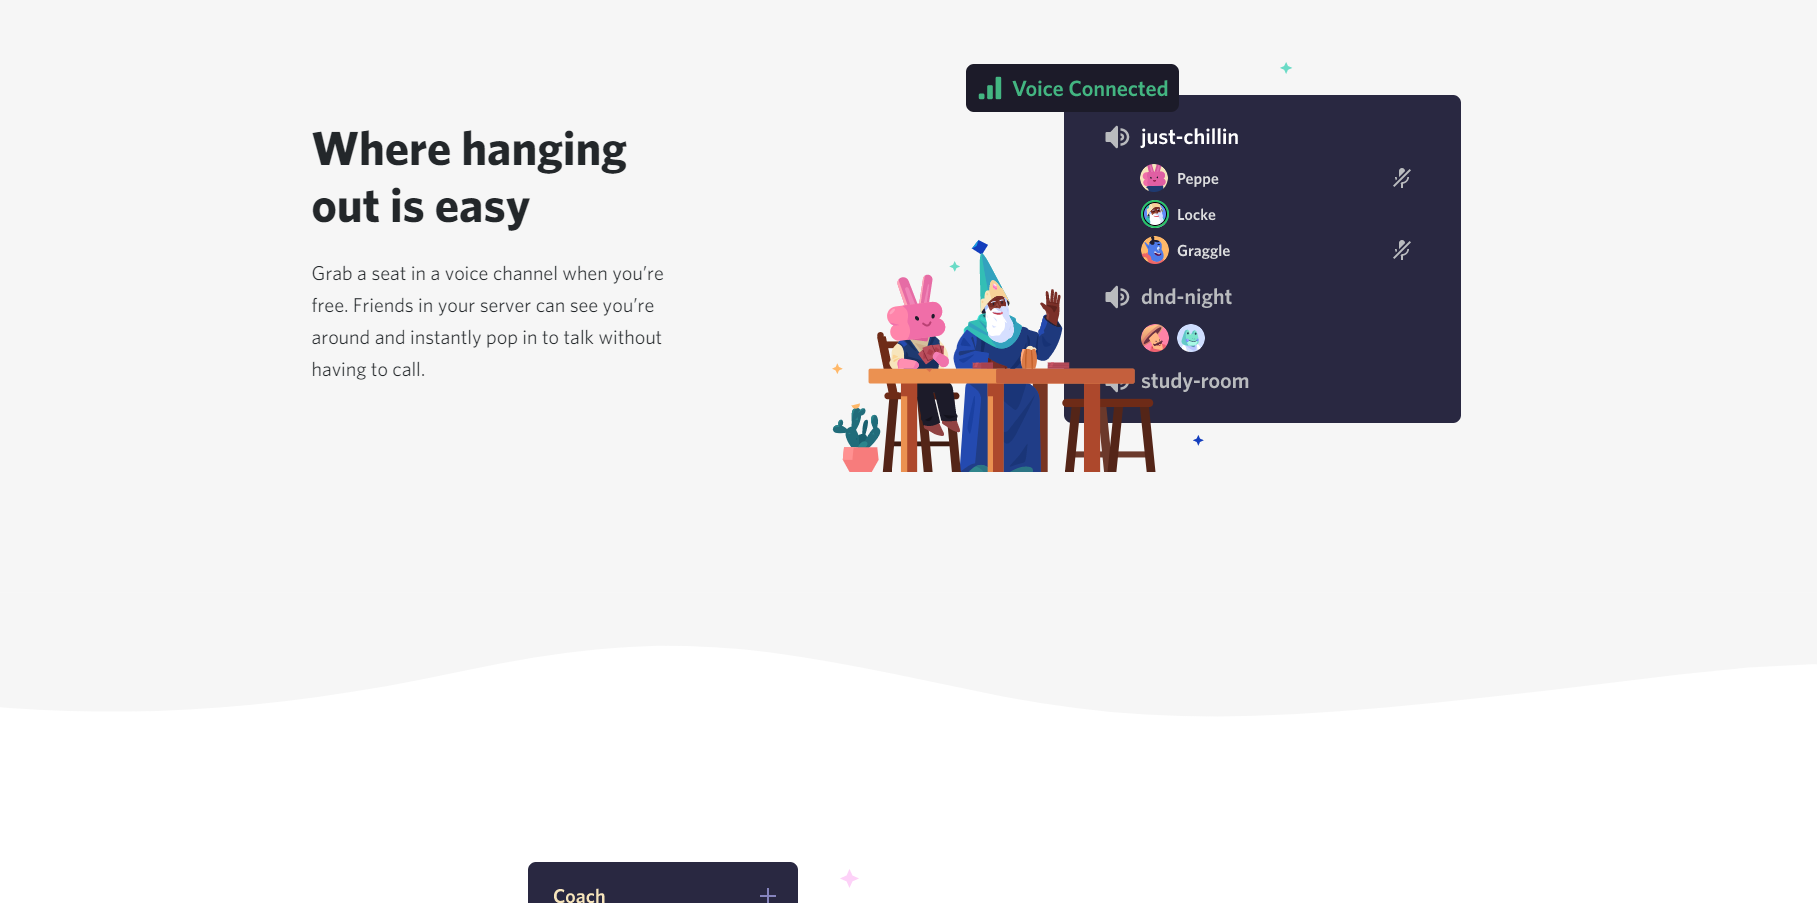 Where hanging
out is easy
Grab a seat in a voice channel when you’re
free. Friends in your server can see you’re
around and instantly pop in to talk without
having to call.
Voice Connected
just-chillin
Peppe
Locke
Graggle
dnd-night
study-room
Coach